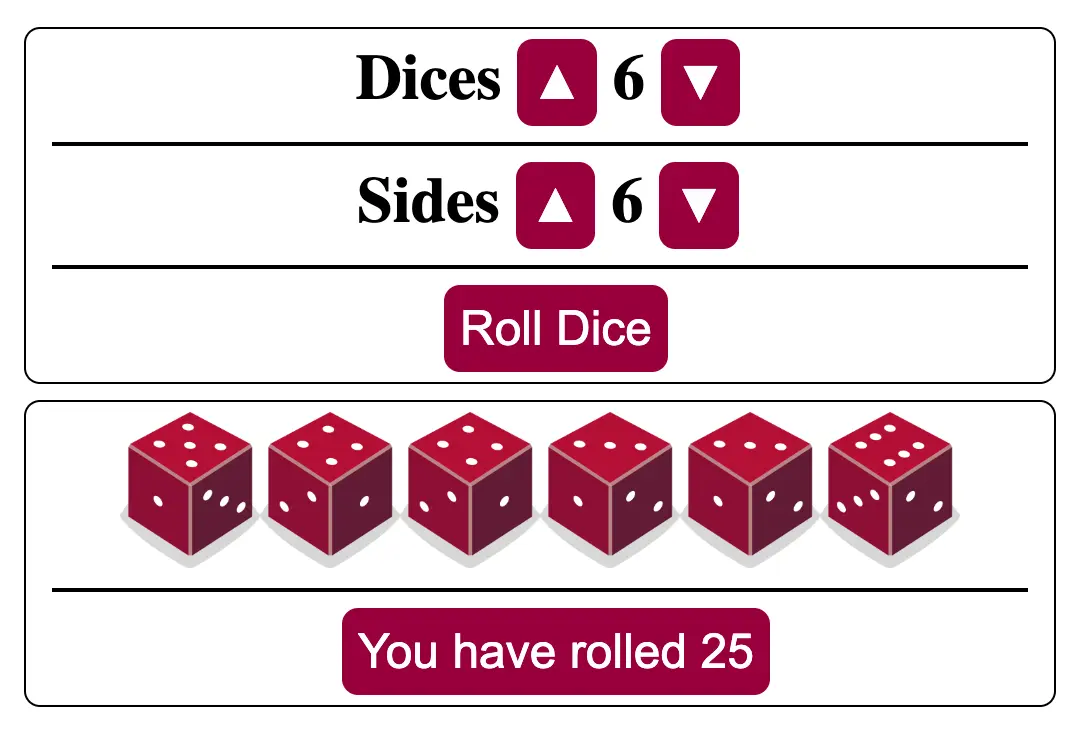 Dices ▲ 6 ▼
Sides ▲ 6 ▼
Roll Dice
You have rolled 25